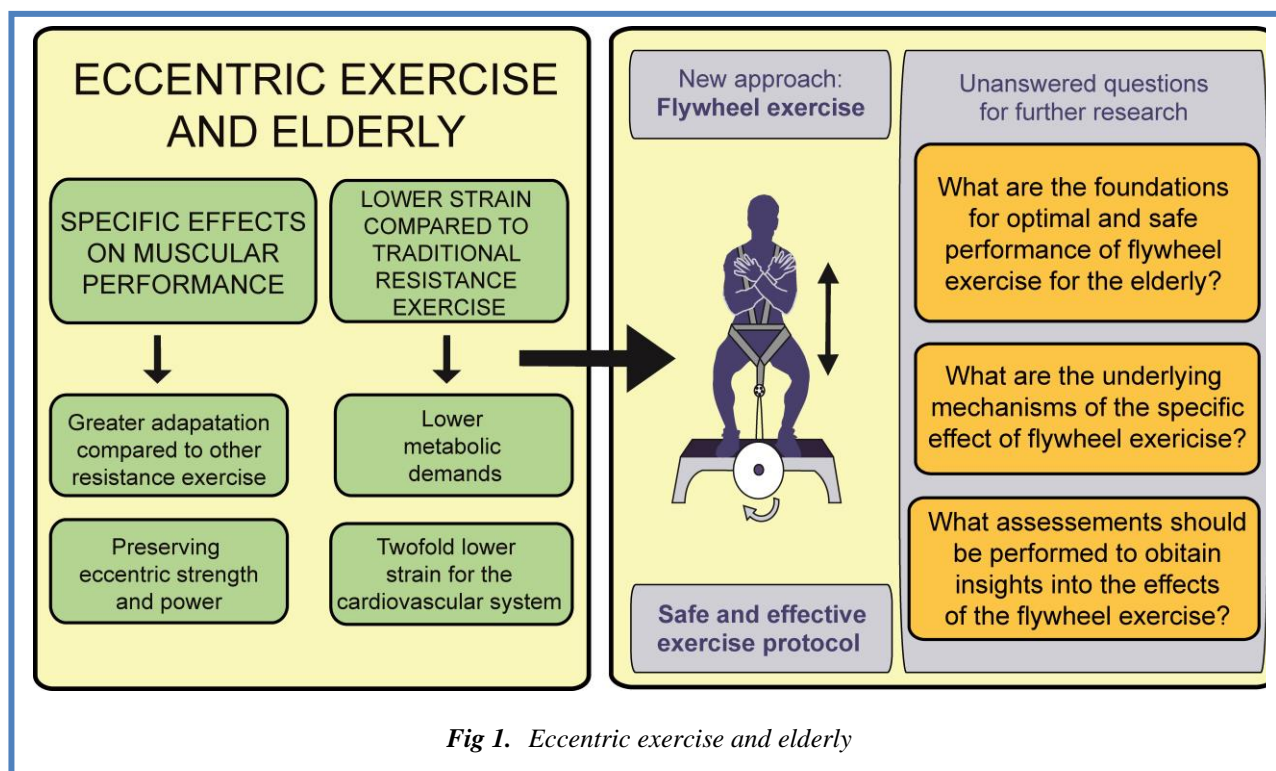 ECCENTRIC EXERCISE
AND ELDERLY
SPECIFIC EFFECTS
ON MUSCULAR
PERFORMANCE
LOWER STRAIN
COMPARED TO
TRADITIONAL
RESISTANCE
EXERCISE
Greater adapatation
compared to other
resistance exercise
Lower
metabolic
demands
Preserving
eccentric strength
and power
Twofold lower
strain for the
cardiovascular system
New approach:
Flywheel exercise
Safe and effective
exercise protocol
Unanswered questions
for further research
What are the foundations
for optimal and safe
performance of flywheel
exercise for the elderly?
What are the underlying
mechanisms of the specific
effect of flywheel exericise?
What assessements should
be performed to obitain
insights into the effects
of the flywheel exercise?
Fig 1. Eccentric exercise and elderly